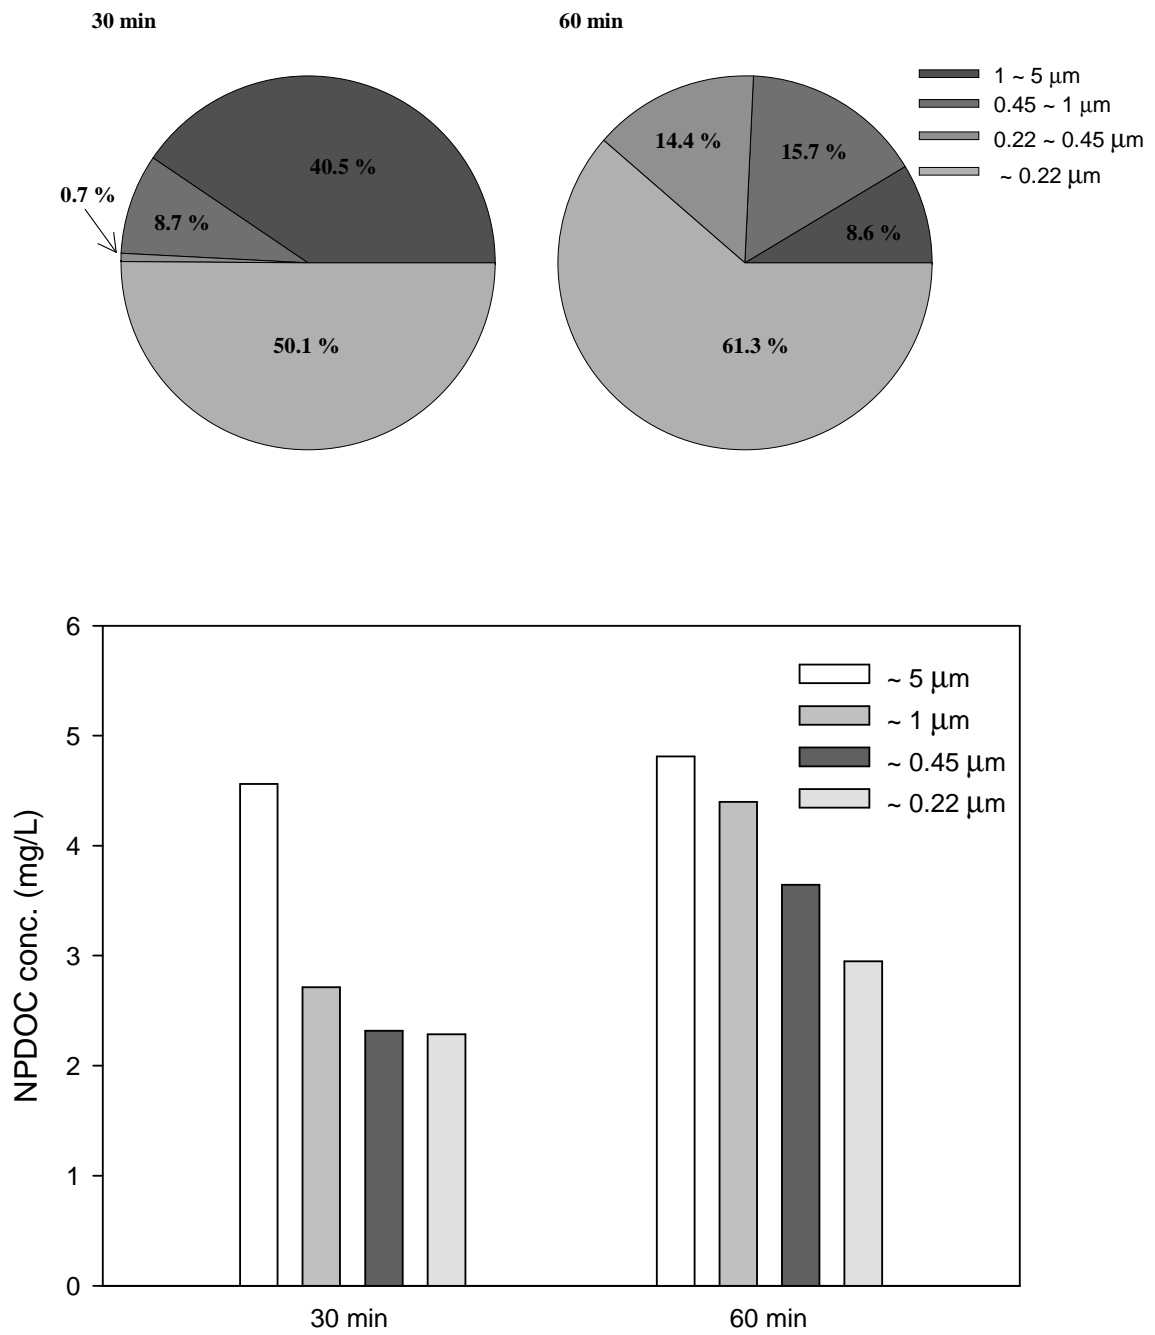 30 min
60 min
1 ~ 5 μm
0.45 ~ 1 μm
0.22 ~ 0.45 μm
~ 0.22 μm
40.5 %
8.7 %
0.7 %
50.1 %
14.4 %
15.7 %
8.6 %
61.3 %
NPDOC conc. (mg/L)
6
5
4
3
2
1
0
~ 5 μm
~ 1 μm
~ 0.45 μm
~ 0.22 μm
30 min
60 min